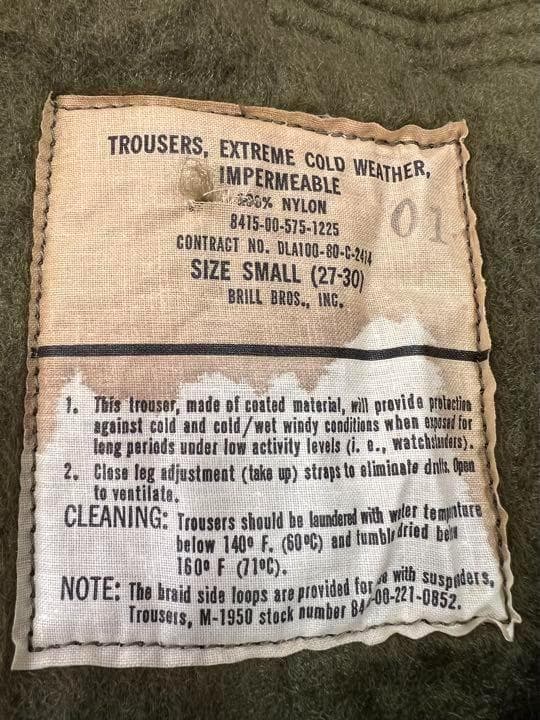 TROUSERS, EXTREME COLD WEATHER,
IMPERMEABLE
100% NYLON
8415-00-575-1225
01
CONTRACT NO. DLA100-80-C-2414
SIZE SMALL (27-30)
BRILL BROS., INC.
1. This trouser, made of coated material, will provide protection
against cold and cold/wet windy conditions when exposed for
long periods under low activity levels (i. e., watchstanders).
2. Close leg adjustment (take up) straps to eliminate drafts. Open
to ventilate.
CLEANING: Trousers should be laundered with water temperature
below 140° F. (60°C) and tumble dried below
160° F (71°C).
NOTE: The braid side loops are provided for use with suspenders,
Trousers, M-1950 stock number 8440-00-221-0852.